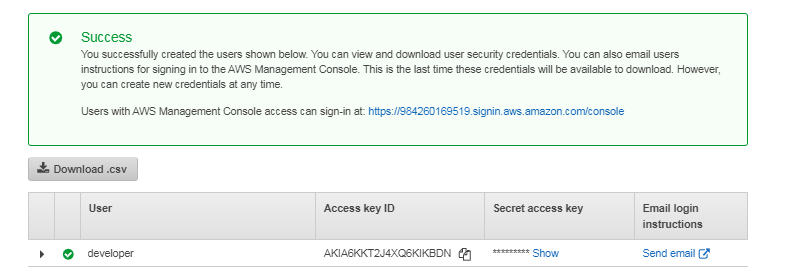 Success
You successfully created the users shown below. You can view and download user security credentials. You can also email users
instructions for signing in to the AWS Management Console. This is the last time these credentials will be available to download. However,
you can create new credentials at any time.
Users with AWS Management Console access can sign-in at: https://984260169519.signin.aws.amazon.com/console
Download .csv
User Access key ID Secret access key Email login
instructions
developer AKIA6KKT2J4XQ6KIKBDN ********* Show Send email